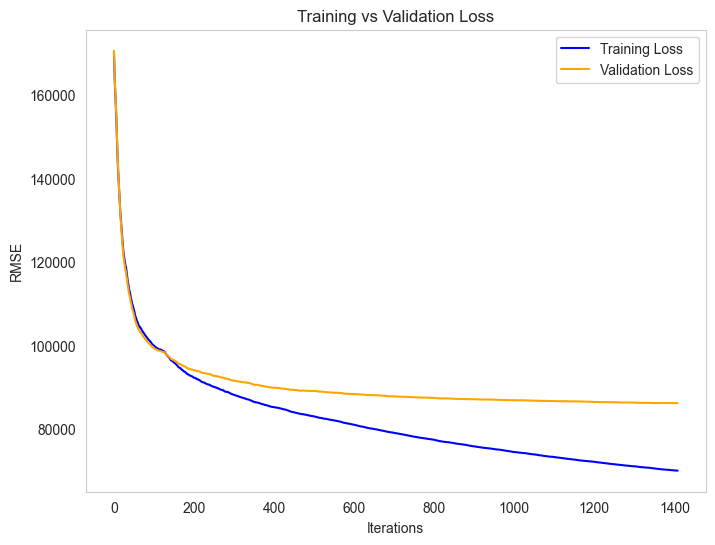 Training vs Validation Loss
Training Loss
Validation Loss
160000
140000
120000
100000
80000
RMSE
0
200
400
600
800
1000
1200
1400
Iterations